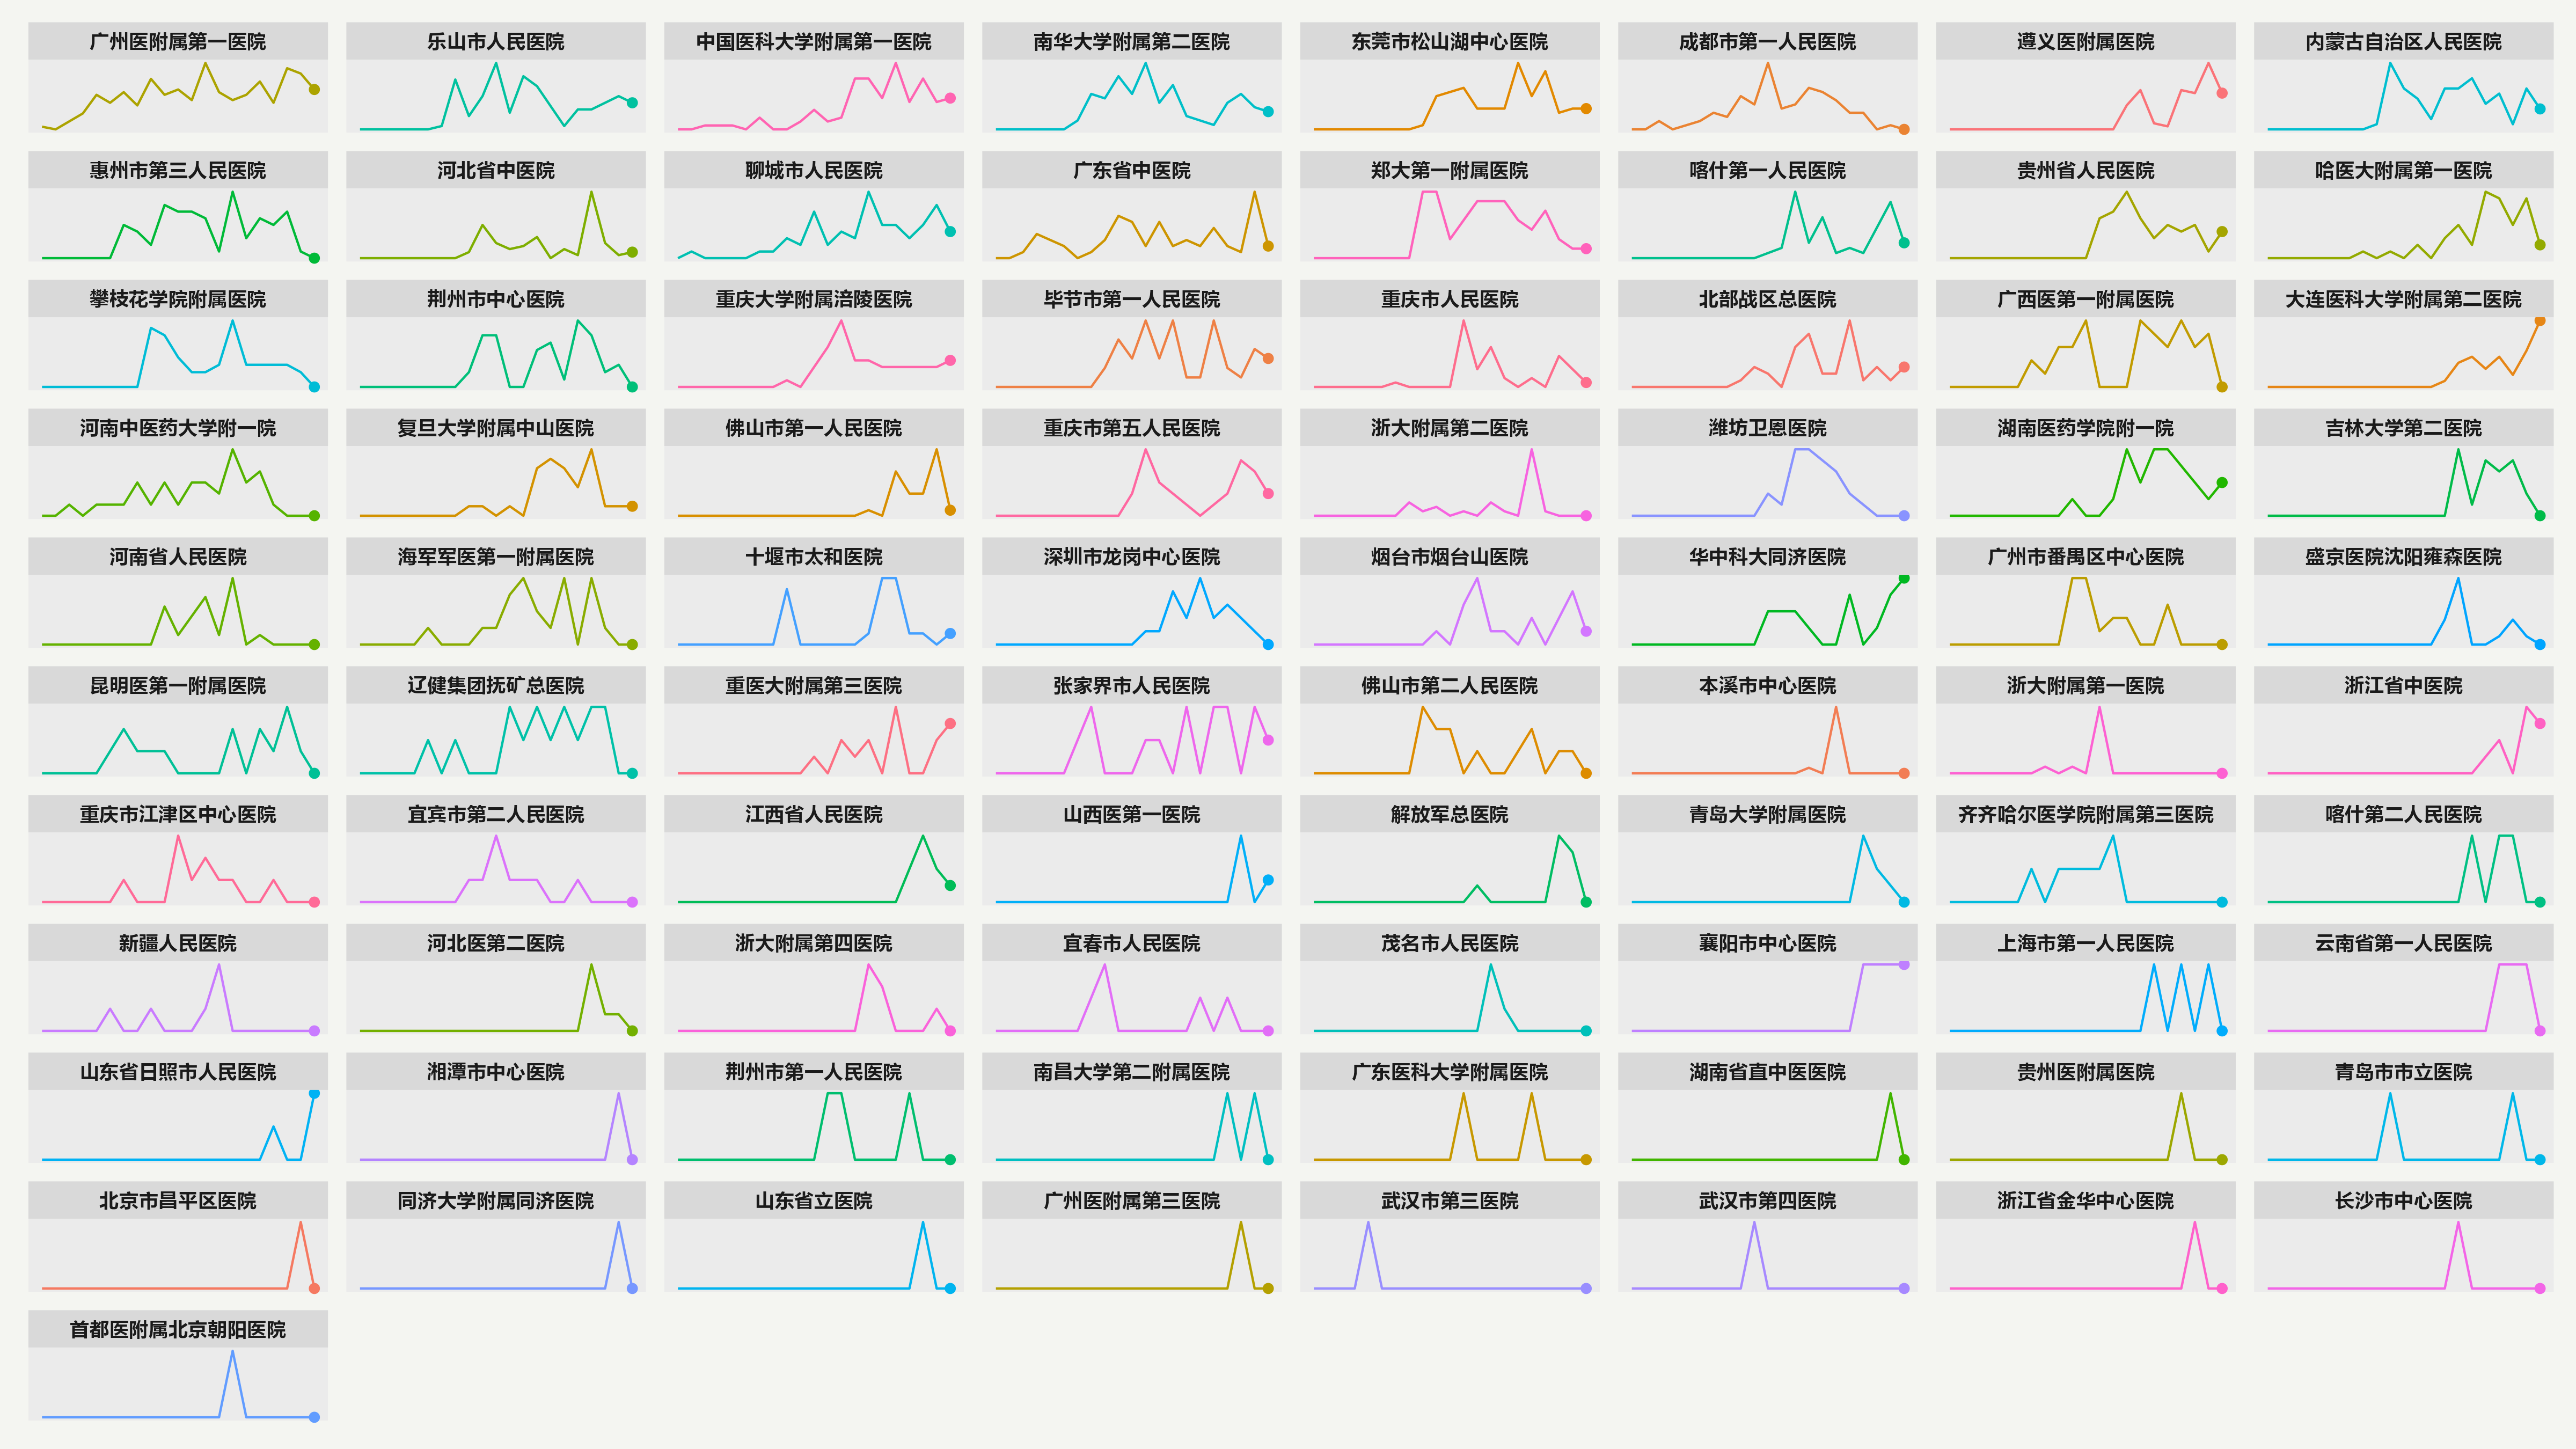 广州医附属第一医院
乐山市人民医院
中国医科大学附属第一医院
南华大学附属第二医院
东莞市松山湖中心医院
成都市第一人民医院
遵义医附属医院
内蒙古自治区人民医院
惠州市第三人民医院
河北省中医院
聊城市人民医院
广东省中医院
郑大第一附属医院
喀什第一人民医院
贵州省人民医院
哈医大附属第一医院
攀枝花学院附属医院
荆州市中心医院
重庆大学附属涪陵医院
毕节市第一人民医院
重庆市人民医院
北部战区总医院
广西医第一附属医院
大连医科大学附属第二医院
河南中医药大学附一院
复旦大学附属中山医院
佛山市第一人民医院
重庆市第五人民医院
浙大附属第二医院
潍坊卫恩医院
湖南医药学院附一院
吉林大学第二医院
河南省人民医院
海军军医第一附属医院
十堰市太和医院
深圳市龙岗中心医院
烟台市烟台山医院
华中科大同济医院
广州市番禺区中心医院
盛京医院沈阳雍森医院
昆明医第一附属医院
辽健集团抚矿总医院
重医大附属第三医院
张家界市人民医院
佛山市第二人民医院
本溪市中心医院
浙大附属第一医院
浙江省中医院
重庆市江津区中心医院
宜宾市第二人民医院
江西省人民医院
山西医第一医院
解放军总医院
青岛大学附属医院
齐齐哈尔医学院附属第三医院
喀什第二人民医院
新疆人民医院
河北医第二医院
浙大附属第四医院
宜春市人民医院
茂名市人民医院
襄阳市中心医院
上海市第一人民医院
云南省第一人民医院
山东省日照市人民医院
湘潭市中心医院
荆州市第一人民医院
南昌大学第二附属医院
广东医科大学附属医院
湖南省直中医医院
贵州医附属医院
青岛市市立医院
北京市昌平区医院
同济大学附属同济医院
山东省立医院
广州医附属第三医院
武汉市第三医院
武汉市第四医院
浙江省金华中心医院
长沙市中心医院
首都医附属北京朝阳医院